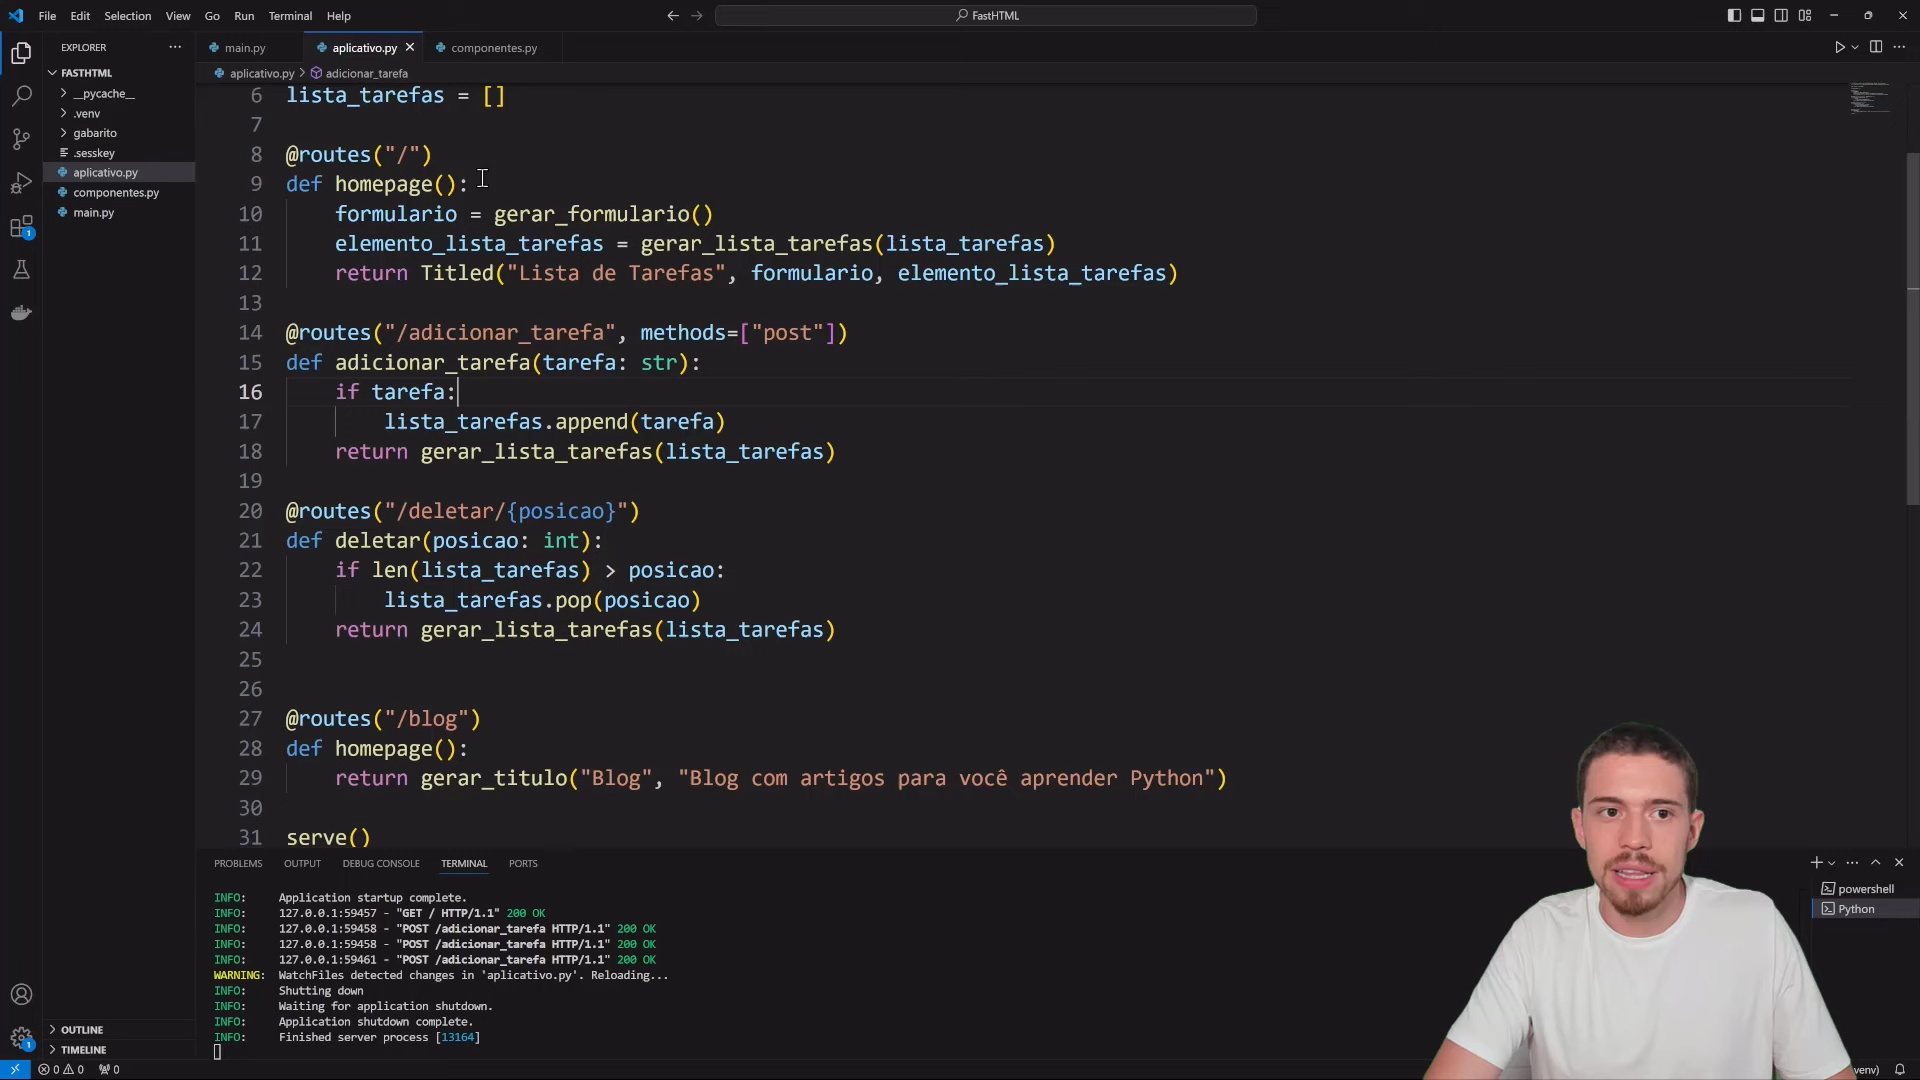 File Edit Selection View Go Run Terminal Help
FastHTML
EXPLORER
FASTHTML
__pycache__
.venv
gabarito
.sesskey
aplicativo.py
componentes.py
main.py
OUTLINE
TIMELINE
main.py aplicativo.py componentes.py
aplicativo.py > adicionar_tarefa
6 lista_tarefas = []
7
8 @routes("/")
9 def homepage():
10 formulario = gerar_formulario()
11 elemento_lista_tarefas = gerar_lista_tarefas(lista_tarefas)
12 return Titled("Lista de Tarefas", formulario, elemento_lista_tarefas)
13
14 @routes("/adicionar_tarefa", methods=["post"])
15 def adicionar_tarefa(tarefa: str):
16 if tarefa:
17 lista_tarefas.append(tarefa)
18 return gerar_lista_tarefas(lista_tarefas)
19
20 @routes("/deletar/{posicao}")
21 def deletar(posicao: int):
22 if len(lista_tarefas) > posicao:
23 lista_tarefas.pop(posicao)
24 return gerar_lista_tarefas(lista_tarefas)
25
26
27 @routes("/blog")
28 def homepage():
29 return gerar_titulo("Blog", "Blog com artigos para você aprender Python")
30
31 serve()
PROBLEMS OUTPUT DEBUG CONSOLE TERMINAL PORTS
INFO: Application startup complete.
INFO: 127.0.0.1:59457 - "GET / HTTP/1.1" 200 OK
INFO: 127.0.0.1:59458 - "POST /adicionar_tarefa HTTP/1.1" 200 OK
INFO: 127.0.0.1:59458 - "POST /adicionar_tarefa HTTP/1.1" 200 OK
INFO: 127.0.0.1:59461 - "POST /adicionar_tarefa HTTP/1.1" 200 OK
WARNING: WatchFiles detected changes in 'aplicativo.py'. Reloading...
INFO: Shutting down
INFO: Waiting for application shutdown.
INFO: Application shutdown complete.
INFO: Finished server process [13164]
powershell
Python
0 0 0
venv)